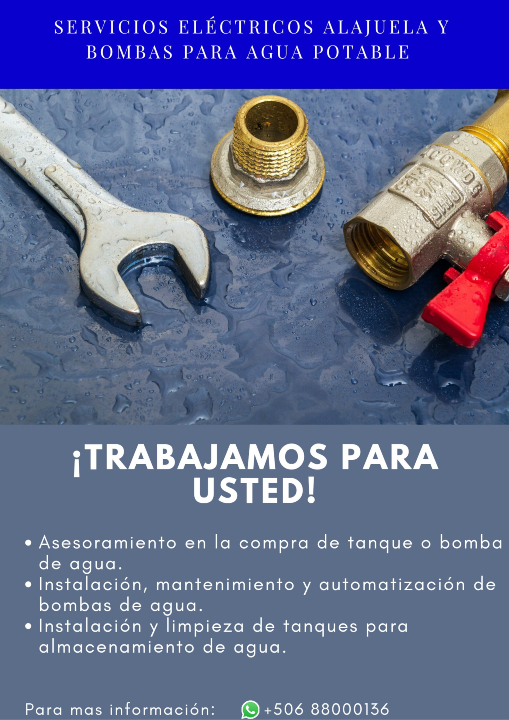 SERVICIOS ELÉCTRICOS ALAJUELA Y
BOMBAS PARA AGUA POTABLE
¡TRABAJAMOS PARA
USTED!
• Asesoramiento en la compra de tanque o bomba
de agua.
• Instalación, mantenimiento y automatización de
bombas de agua.
• Instalación y limpieza de tanques para
almacenamiento de agua.
Para mas información: +506 88000136